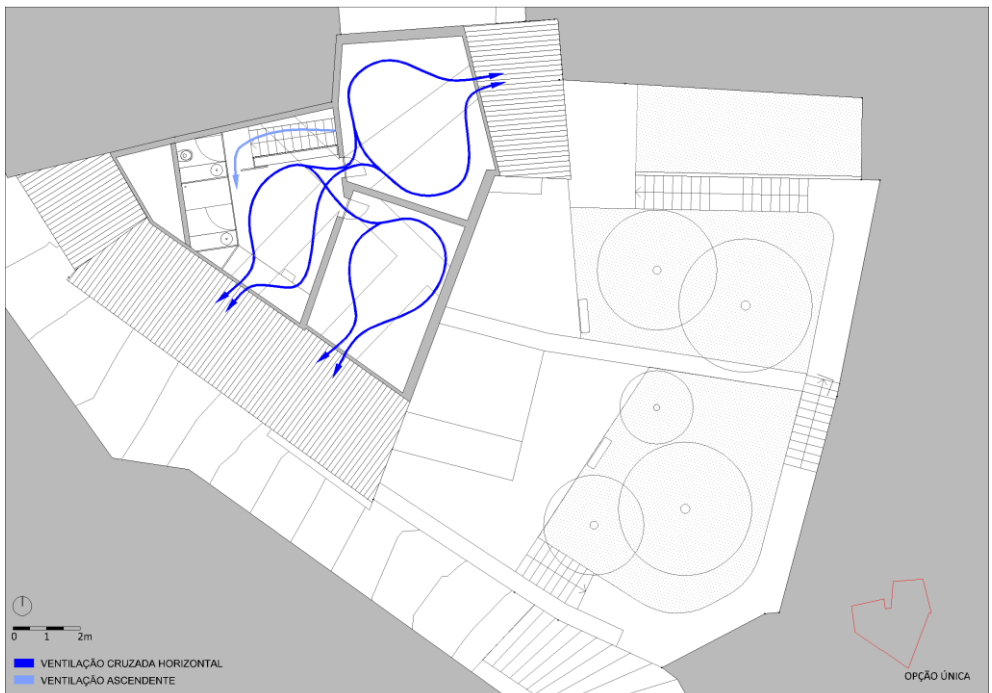 0 1 2m
VENTILAÇÃO CRUZADA HORIZONTAL
VENTILAÇÃO ASCENDENTE
OPÇÃO ÚNICA